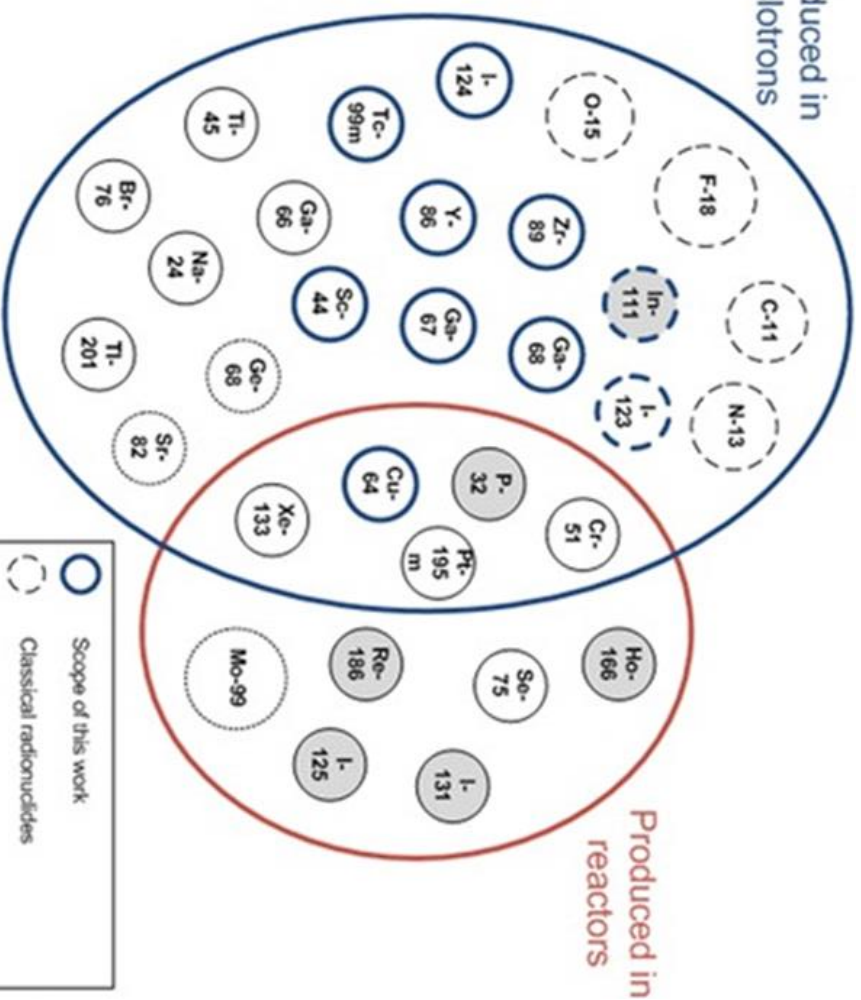 duced in
lotrons
Produced in
reactors
C-
11
N-13
F-18
In-
111
I-
123
Ho-
166
O-15
Cr-
51
Zr-
89
Ga-
68
Se-
75
P-
32
I-
124
I-
131
Y-
86
Ga-
67
Pt-
195
m
Cu-
64
Tc-
99m
Re-
186
Sc-
44
I-
125
Ga-
66
Xe-
133
Ge-
68
Mo-99
Ti-
45
Na-
24
Sr-
82
Br-
76
Tl-
201
Scope of this work
Classical radionuclides